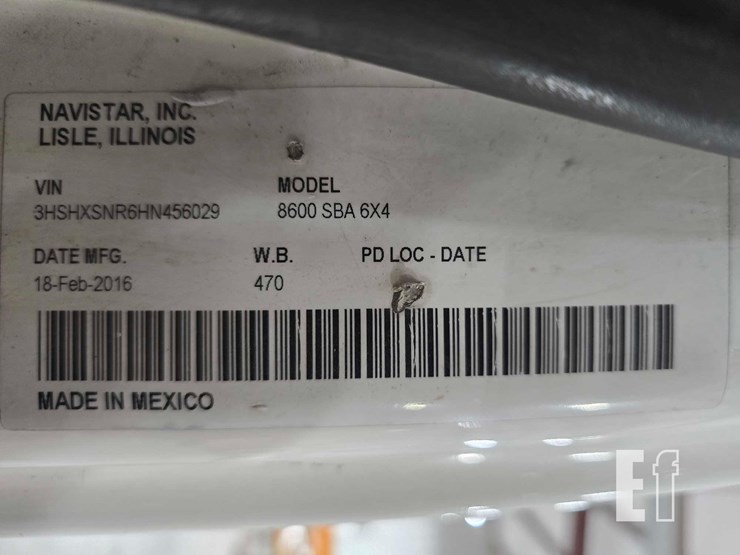 NAVISTAR, INC.
LISLE, ILLINOIS
VIN MODEL
3HSHXSNR6HN456029 8600 SBA 6X4
DATE MFG. W.B. PD LOC - DATE
18-Feb-2016 470
MADE IN MEXICO
Ef